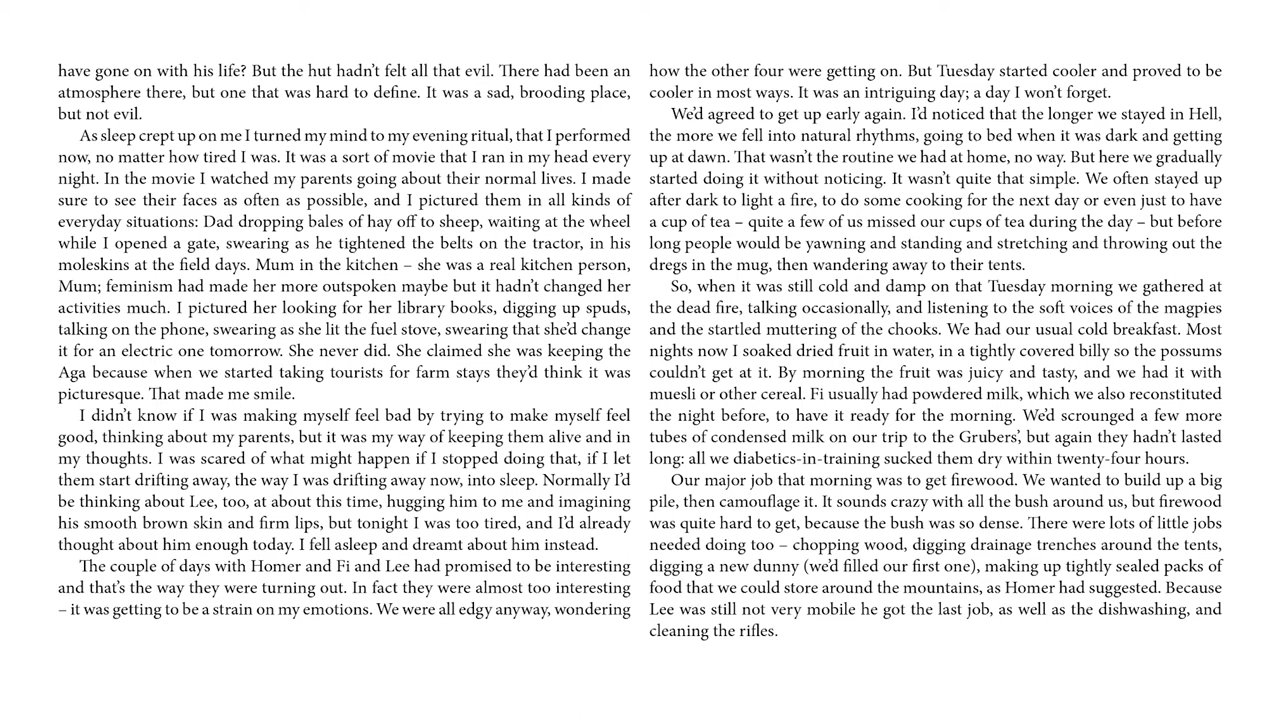 have gone on with his life? But the hut hadn't felt all that evil. There had been an
atmosphere there, but one that was hard to define. It was a sad, brooding place,
but not evil.
As sleep crept up on me I turned my mind to my evening ritual, that I performed
now, no matter how tired I was. It was a sort of movie that I ran in my head every
night. In the movie I watched my parents going about their normal lives. I made
sure to see their faces as often as possible, and I pictured them in all kinds of
everyday situations: Dad dropping bales of hay off to sheep, waiting at the wheel
while I opened a gate, swearing as he tightened the belts on the tractor, in his
moleskins at the field days. Mum in the kitchen – she was a real kitchen person,
Mum; feminism had made her more outspoken maybe but it hadn't changed her
activities much. I pictured her looking for her library books, digging up spuds,
talking on the phone, swearing as she lit the fuel stove, swearing that she'd change
it for an electric one tomorrow. She never did. She claimed she was keeping the
Aga because when we started taking tourists for farm stays they'd think it was
picturesque. That made me smile.
I didn't know if I was making myself feel bad by trying to make myself feel
good, thinking about my parents, but it was my way of keeping them alive and in
my thoughts. I was scared of what might happen if I stopped doing that, if I let
them start drifting away, the way I was drifting away now, into sleep. Normally I'd
be thinking about Lee, too, at about this time, hugging him to me and imagining
his smooth brown skin and firm lips, but tonight I was too tired, and I'd already
thought about him enough today. I fell asleep and dreamt about him instead.
The couple of days with Homer and Fi and Lee had promised to be interesting
and that's the way they were turning out. In fact they were almost too interesting
– it was getting to be a strain on my emotions. We were all edgy anyway, wondering
how the other four were getting on. But Tuesday started cooler and proved to be
cooler in most ways. It was an intriguing day; a day I won't forget.
We'd agreed to get up early again. I'd noticed that the longer we stayed in Hell,
the more we fell into natural rhythms, going to bed when it was dark and getting
up at dawn. That wasn't the routine we had at home, no way. But here we gradually
started doing it without noticing. It wasn't quite that simple. We often stayed up
after dark to light a fire, to do some cooking for the next day or even just to have
a cup of tea – quite a few of us missed our cups of tea during the day – but before
long people would be yawning and standing and stretching and throwing out the
dregs in the mug, then wandering away to their tents.
So, when it was still cold and damp on that Tuesday morning we gathered at
the dead fire, talking occasionally, and listening to the soft voices of the magpies
and the startled muttering of the chooks. We had our usual cold breakfast. Most
nights now I soaked dried fruit in water, in a tightly covered billy so the possums
couldn't get at it. By morning the fruit was juicy and tasty, and we had it with
muesli or other cereal. Fi usually had powdered milk, which we also reconstituted
the night before, to have it ready for the morning. We'd scrounged a few more
tubes of condensed milk on our trip to the Grubers', but again they hadn't lasted
long: all we diabetics-in-training sucked them dry within twenty-four hours.
Our major job that morning was to get firewood. We wanted to build up a big
pile, then camouflage it. It sounds crazy with all the bush around us, but firewood
was quite hard to get, because the bush was so dense. There were lots of little jobs
needed doing too – chopping wood, digging drainage trenches around the tents,
digging a new dunny (we'd filled our first one), making up tightly sealed packs of
food that we could store around the mountains, as Homer had suggested. Because
Lee was still not very mobile he got the last job, as well as the dishwashing, and
cleaning the rifles.